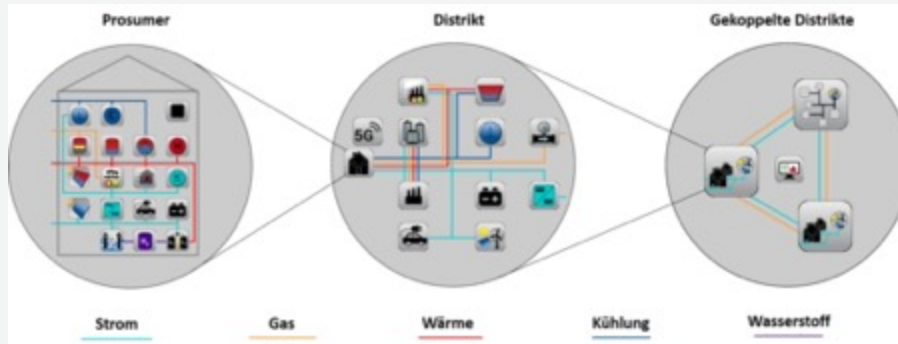 Prosumer
Distrikt
Gekoppelte Distrikte
5G
Strom
Gas
Wärme
Kühlung
Wasserstoff